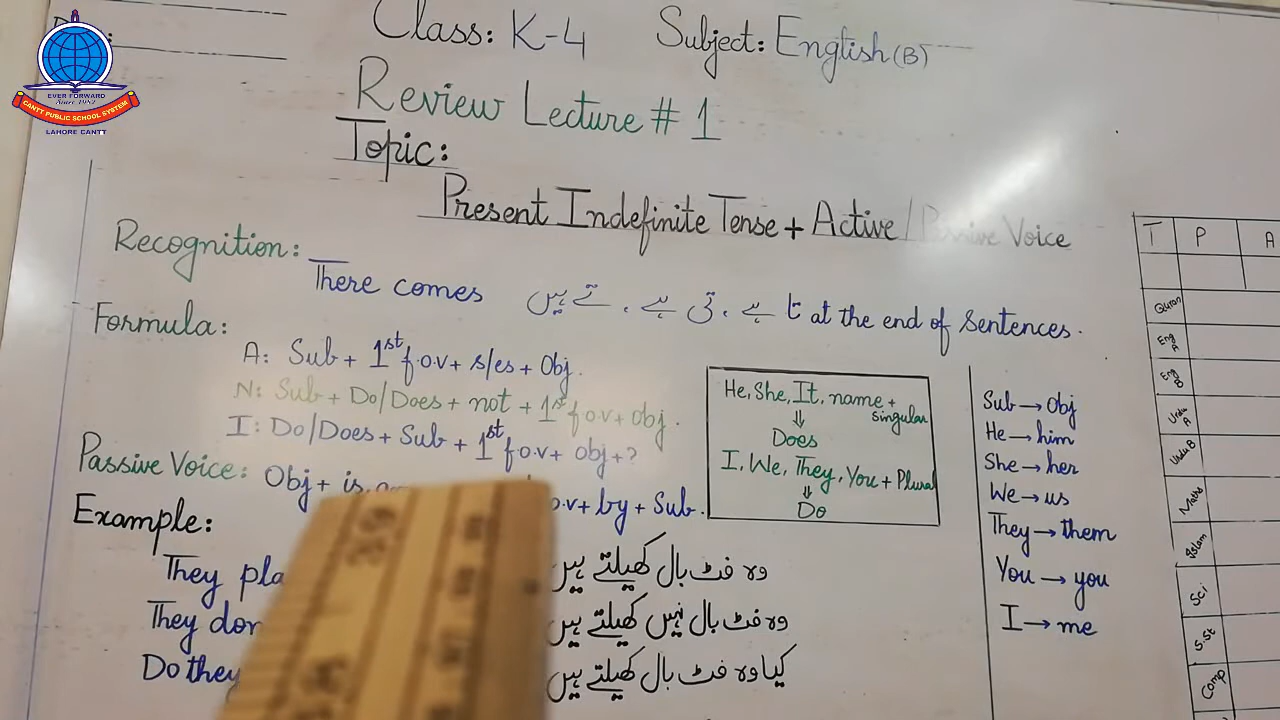 EVER FORWARD
Since 1982
CANTT PUBLIC SCHOOL SYSTEM
LAHORE CANTT
Class: K-4 Subject: English (B)
Review Lecture # 1
Topic:
Present Indefinite Tense + Active / Passive Voice
Recognition:
There comes تا ہے ، تی ہے ، تے ہیں at the end of Sentences.
Formula:
A: Sub + 1st f.o.v + s/es + Obj.
N: Sub + Do/Does + not + 1st f.o.v + obj.
I: Do/Does + Sub + 1st f.o.v + obj + ?
Passive Voice: Obj + is, o.v + by + Sub.
Example:
They وہ فٹ بال کھیلتے ہیں
They وہ فٹ بال نہیں کھیلتے ہیں
Do they کیا وہ فٹ بال کھیلتے ہیں
He, She, It, name +
singular
⇓
Does
I, We, They, You + Plural
⇓
Do
Sub → Obj
He → him
She → her
We → us
They → them
You → you
I → me
T P A
Quran
Eng A
Eng B
Urdu A
Urdu B
Maths
Islam
Sci
S.St
Comp